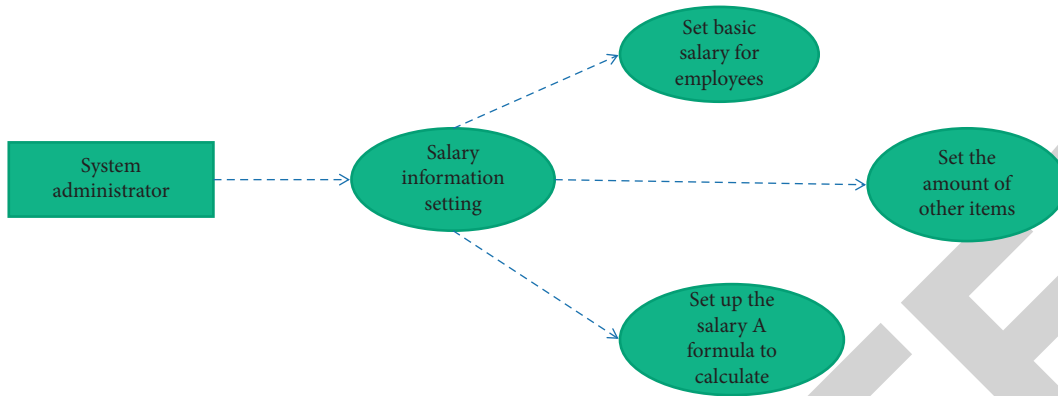 Set basic
salary for
employees
System
administrator
Salary
information
setting
Set the
amount of
other items
Set up the
salary A
formula to
calculate